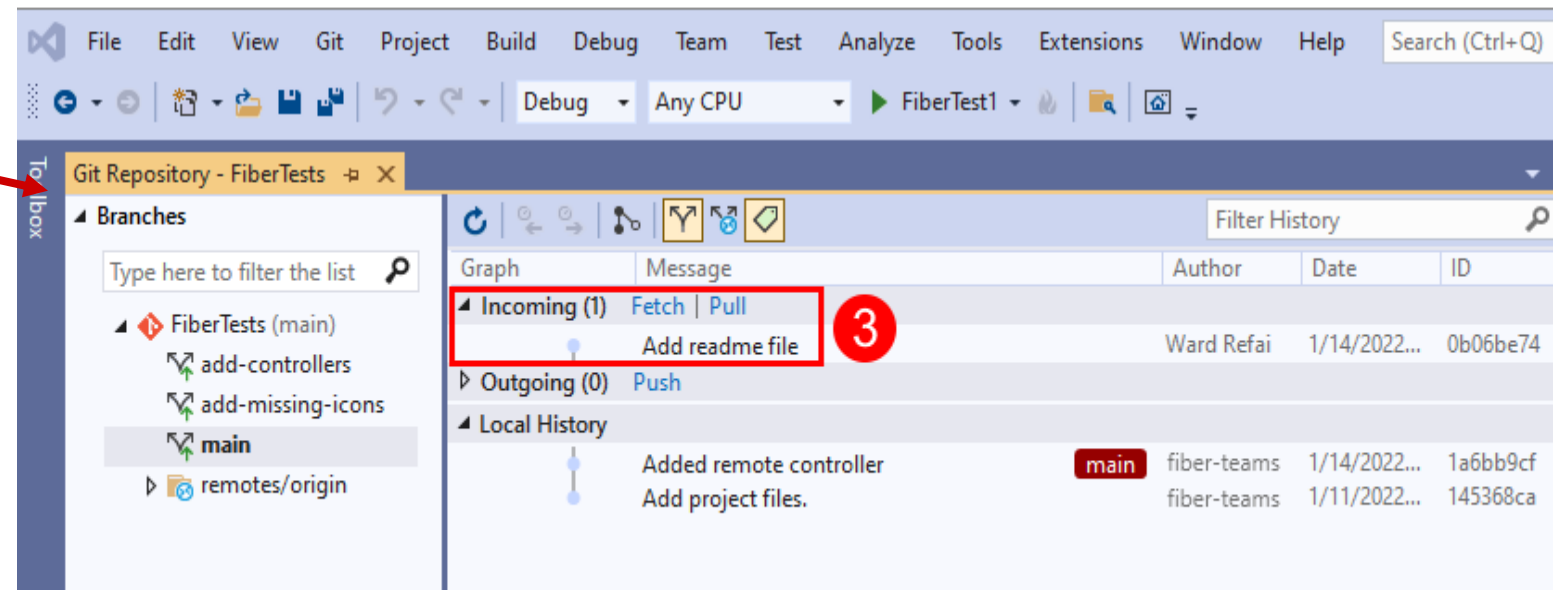 File Edit View Git Project Build Debug Team Test Analyze Tools Extensions Window Help Search (Ctrl+Q)
Debug Any CPU FiberTest1
Toolbox
Git Repository - FiberTests
Branches
Filter History
Type here to filter the list
Graph Message Author Date ID
Incoming (1) Fetch | Pull
3
FiberTests (main)
Add readme file Ward Refai 1/14/2022... 0b06be74
add-controllers
Outgoing (0) Push
add-missing-icons
Local History
main
Added remote controller main fiber-teams 1/14/2022... 1a6bb9cf
remotes/origin
Add project files. fiber-teams 1/11/2022... 145368ca